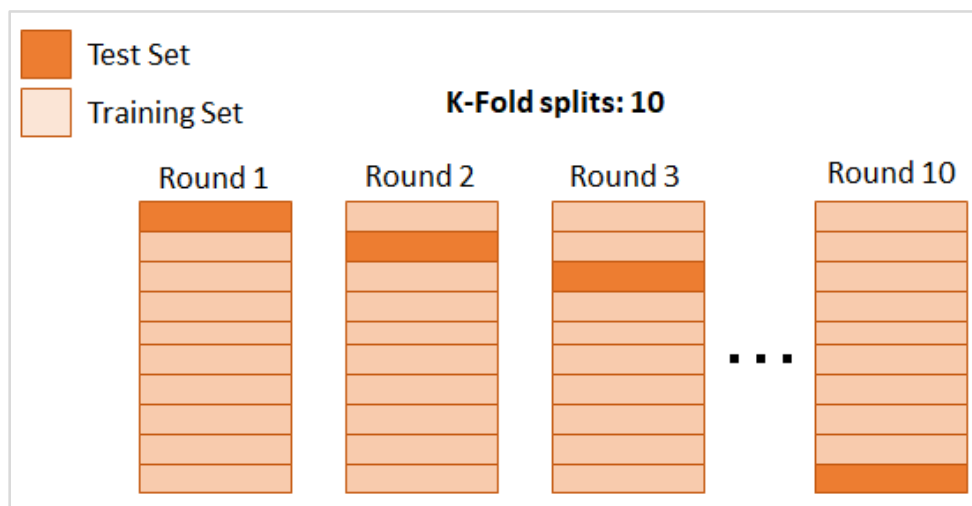 Test Set
Training Set
K-Fold splits: 10
Round 1
Round 2
Round 3
Round 10
...